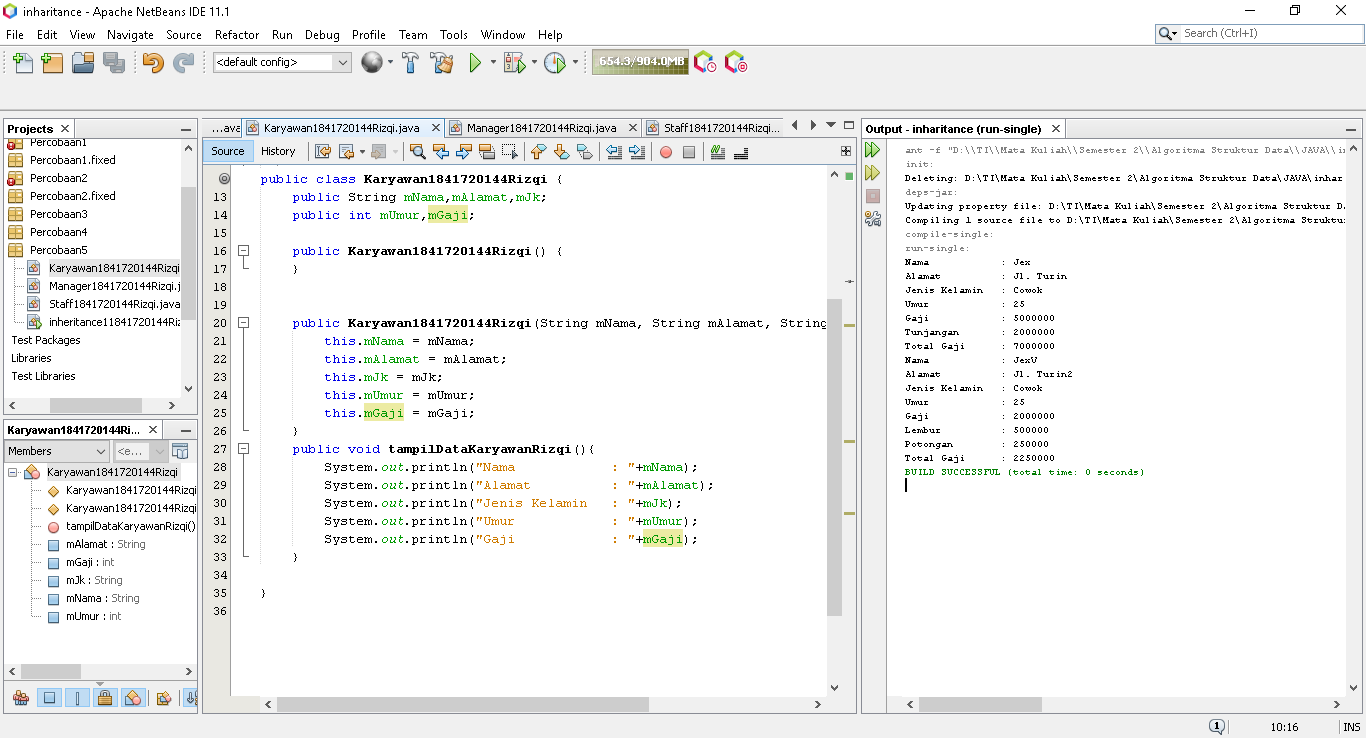 inharitance - Apache NetBeans IDE 11.1
File Edit View Navigate Source Refactor Run Debug Profile Team Tools Window Help
Search (Ctrl+I)
<default config>
654.3/904.0MB
Projects
Percobaan1
Percobaan1.fixed
Percobaan2
Percobaan2.fixed
Percobaan3
Percobaan4
Percobaan5
Karyawan1841720144Rizqi
Manager1841720144Rizqi.j
Staff1841720144Rizqi.java
inheritance11841720144Riz
Test Packages
Libraries
Test Libraries
Karyawan1841720144Ri...
Members
<e...
Karyawan1841720144Rizqi
Karyawan1841720144Rizqi
Karyawan1841720144Rizqi
tampilDataKaryawanRizqi()
mAlamat : String
mGaji : int
mJk : String
mNama : String
mUmur : int
...ava Karyawan1841720144Rizqi.java Manager1841720144Rizqi.java Staff1841720144Rizqi...
Source History
public class Karyawan1841720144Rizqi {
13 public String mNama,mAlamat,mJk;
14 public int mUmur,mGaji;
15
16 public Karyawan1841720144Rizqi() {
17 }
18
19
20 public Karyawan1841720144Rizqi(String mNama, String mAlamat, String
21 this.mNama = mNama;
22 this.mAlamat = mAlamat;
23 this.mJk = mJk;
24 this.mUmur = mUmur;
25 this.mGaji = mGaji;
26 }
27 public void tampilDataKaryawanRizqi(){
28 System.out.println("Nama : "+mNama);
29 System.out.println("Alamat : "+mAlamat);
30 System.out.println("Jenis Kelamin : "+mJk);
31 System.out.println("Umur : "+mUmur);
32 System.out.println("Gaji : "+mGaji);
33 }
34
35 }
36
Output - inharitance (run-single)
ant -f "D:\\TI\\Mata Kuliah\\Semester 2\\Algoritma Struktur Data\\JAVA\\in
init:
Deleting: D:\TI\Mata Kuliah\Semester 2\Algoritma Struktur Data\JAVA\inhar
deps-jar:
Updating property file: D:\TI\Mata Kuliah\Semester 2\Algoritma Struktur D
Compiling 1 source file to D:\TI\Mata Kuliah\Semester 2\Algoritma Struktu
compile-single:
run-single:
Nama : Jex
Alamat : Jl. Turin
Jenis Kelamin : Cowok
Umur : 25
Gaji : 5000000
Tunjangan : 2000000
Total Gaji : 7000000
Nama : JexV
Alamat : Jl. Turin2
Jenis Kelamin : Cowok
Umur : 25
Gaji : 2000000
Lembur : 500000
Potongan : 250000
Total Gaji : 2250000
BUILD SUCCESSFUL (total time: 0 seconds)
1 10:16 INS